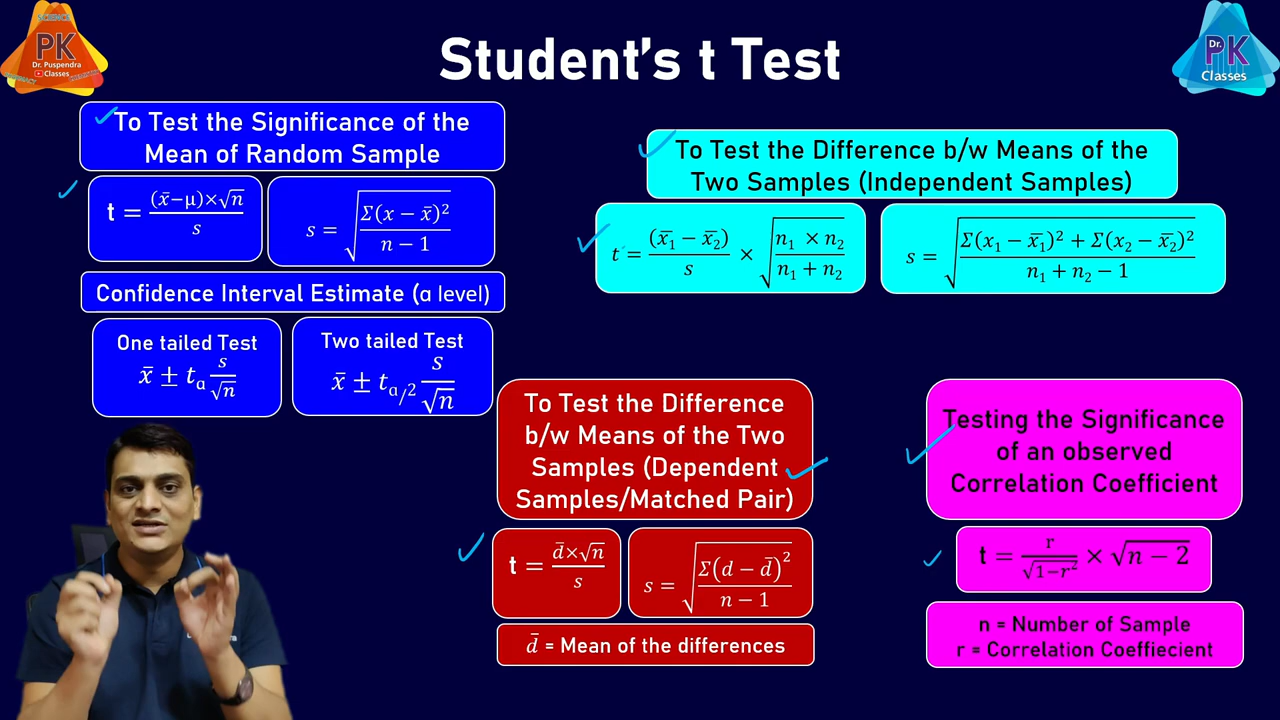 SCIENCE
PK
Dr. Puspendra
Classes
Student's t Test
Dr.
PK
Classes
To Test the Significance of the
Mean of Random Sample
t = (x̄−µ)×√n / s
s = √(Σ(x − x̄)² / n − 1)
Confidence Interval Estimate (α level)
One tailed Test
x̄ ± tα s/√n
Two tailed Test
x̄ ± tα/2 s/√n
To Test the Difference b/w Means of the
Two Samples (Independent Samples)
t = (x̄₁ − x̄₂) / s × √(n₁ × n₂ / n₁ + n₂)
s = √(Σ(x₁ − x̄₁)² + Σ(x₂ − x̄₂)² / n₁ + n₂ − 1)
To Test the Difference
b/w Means of the Two
Samples (Dependent
Samples/Matched Pair)
t = d̄×√n / s
s = √(Σ(d − d̄)² / n − 1)
d̄ = Mean of the differences
Testing the Significance
of an observed
Correlation Coefficient
t = r / √1−r² × √n − 2
n = Number of Sample
r = Correlation Coeffiecient